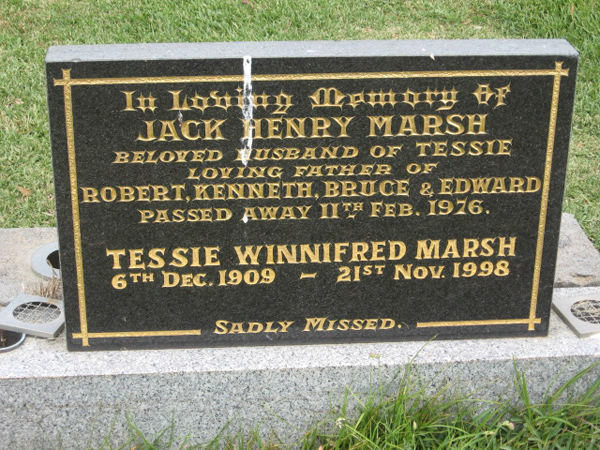 In Loving Memory Of
JACK HENRY MARSH
BELOVED HUSBAND OF TESSIE
LOVING FATHER OF
ROBERT, KENNETH, BRUCE & EDWARD
PASSED AWAY 11TH FEB. 1976.
TESSIE WINNIFRED MARSH
6TH DEC. 1909 – 21ST NOV. 1998
SADLY MISSED.